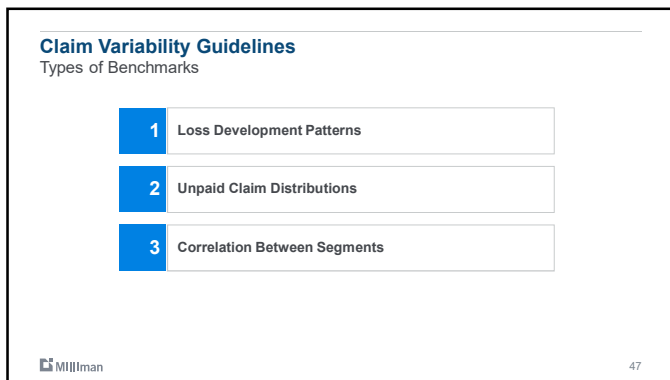 Claim Variability Guidelines
Types of Benchmarks
1 Loss Development Patterns
2 Unpaid Claim Distributions
3 Correlation Between Segments
Milliman 47